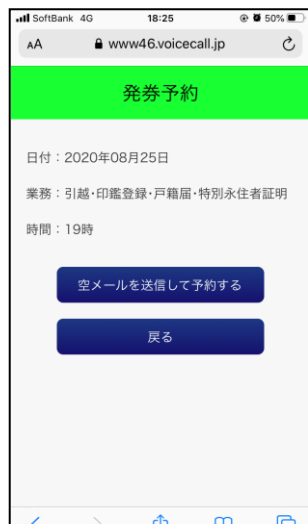 SoftBank 4G 18:25 50%
AA www46.voicecall.jp
発券予約
日付：2020年08月25日
業務：引越・印鑑登録・戸籍届・特別永住者証明
時間：19時
空メールを送信して予約する
戻る